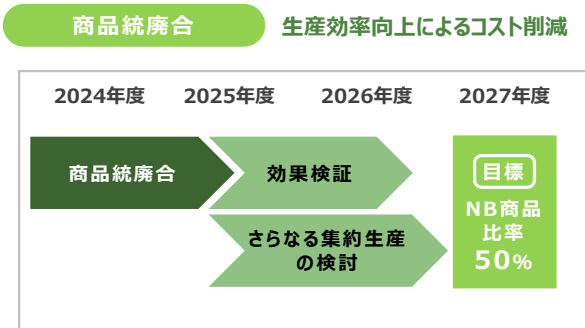 商品統廃合
生産効率向上によるコスト削減
2024年度 2025年度 2026年度 2027年度
商品統廃合
効果検証
さらなる集約生産
の検討
目標
NB商品
比率
50%